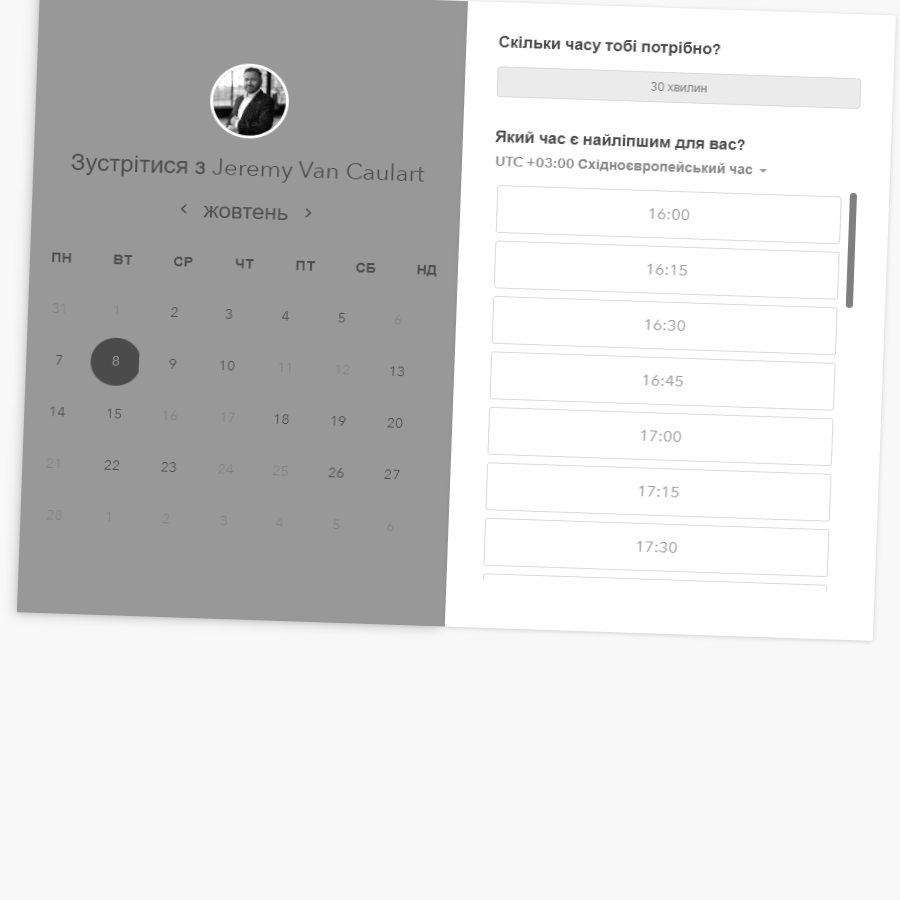 Зустрітися з Jeremy Van Caulart
жовтень
ПН ВТ СР ЧТ ПТ СБ НД
31 1 2 3 4 5 6
7 8 9 10 11 12 13
14 15 16 17 18 19 20
21 22 23 24 25 26 27
28 1 2 3 4 5 6
Скільки часу тобі потрібно?
30 хвилин
Який час є найліпшим для вас?
UTC +03:00 Східноєвропейський час
16:00
16:15
16:30
16:45
17:00
17:15
17:30